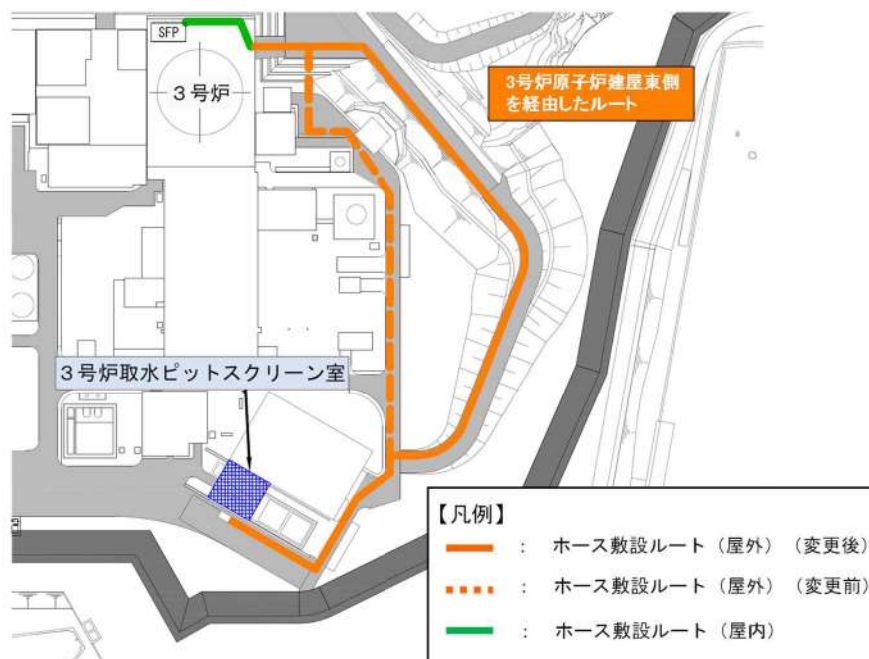 SFP
3号炉
3号炉原子炉建屋東側
を経由したルート
3号炉取水ピットスクリーン室
【凡例】
： ホース敷設ルート（屋外）（変更後）
： ホース敷設ルート（屋外）（変更前）
： ホース敷設ルート（屋内）